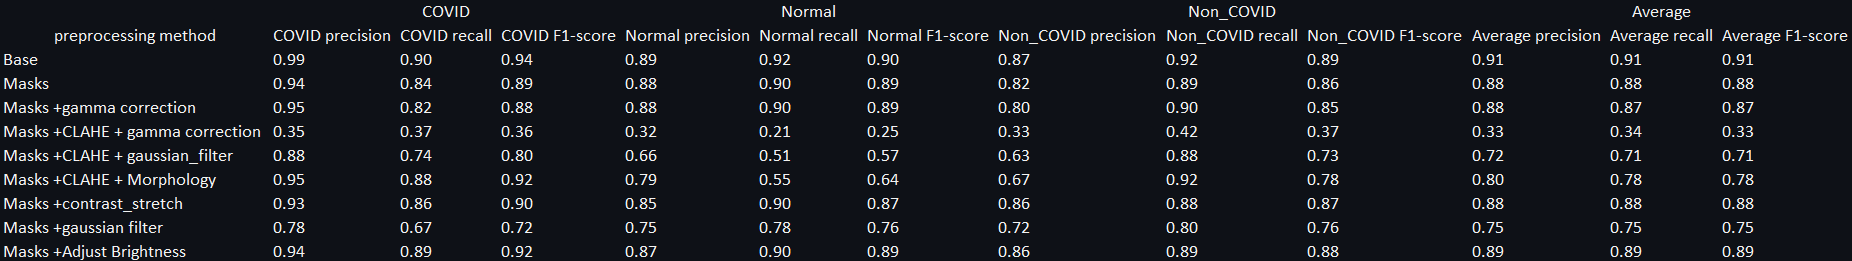 COVID Normal Non_COVID Average
preprocessing method COVID precision COVID recall COVID F1-score Normal precision Normal recall Normal F1-score Non_COVID precision Non_COVID recall Non_COVID F1-score Average precision Average recall Average F1-score
Base 0.99 0.90 0.94 0.89 0.92 0.90 0.87 0.92 0.89 0.91 0.91 0.91
Masks 0.94 0.84 0.89 0.88 0.90 0.89 0.82 0.89 0.86 0.88 0.88 0.88
Masks +gamma correction 0.95 0.82 0.88 0.88 0.90 0.89 0.80 0.90 0.85 0.88 0.87 0.87
Masks +CLAHE + gamma correction 0.35 0.37 0.36 0.32 0.21 0.25 0.33 0.42 0.37 0.33 0.34 0.33
Masks +CLAHE + gaussian_filter 0.88 0.74 0.80 0.66 0.51 0.57 0.63 0.88 0.73 0.72 0.71 0.71
Masks +CLAHE + Morphology 0.95 0.88 0.92 0.79 0.55 0.64 0.67 0.92 0.78 0.80 0.78 0.78
Masks +contrast_stretch 0.93 0.86 0.90 0.85 0.90 0.87 0.86 0.88 0.87 0.88 0.88 0.88
Masks +gaussian filter 0.78 0.67 0.72 0.75 0.78 0.76 0.72 0.80 0.76 0.75 0.75 0.75
Masks +Adjust Brightness 0.94 0.89 0.92 0.87 0.90 0.89 0.86 0.89 0.88 0.89 0.89 0.89